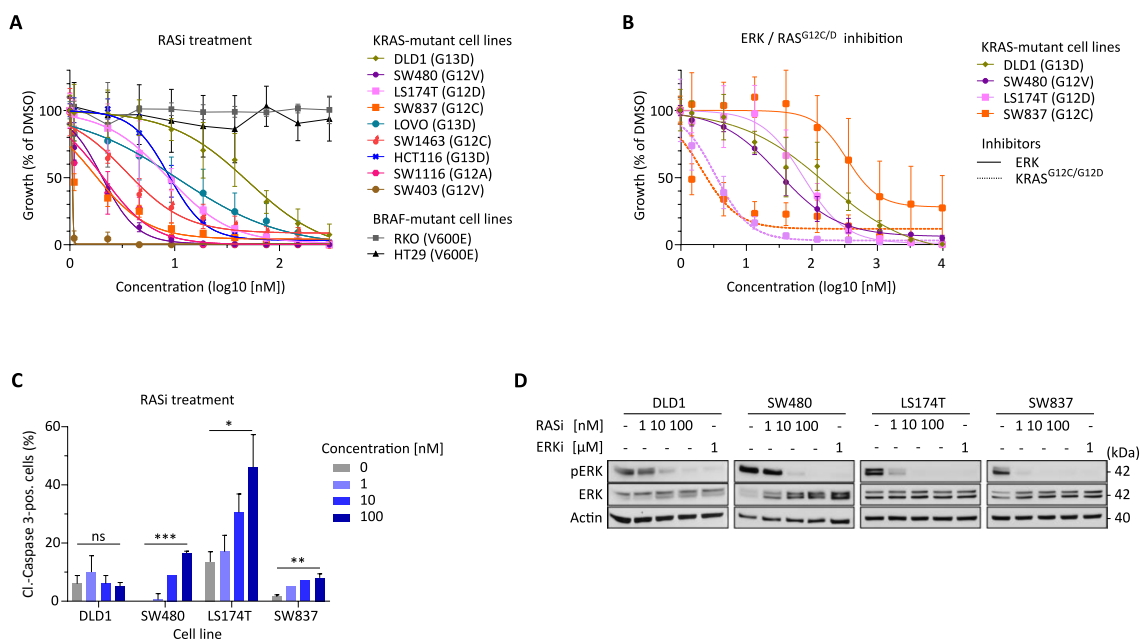 A
RASi treatment
Growth (% of DMSO)
100
50
0
0
1
2
Concentration (log10 [nM])
KRAS-mutant cell lines
DLD1 (G13D)
SW480 (G12V)
LS174T (G12D)
SW837 (G12C)
LOVO (G13D)
SW1463 (G12C)
HCT116 (G13D)
SW1116 (G12A)
SW403 (G12V)
BRAF-mutant cell lines
RKO (V600E)
HT29 (V600E)
B
ERK / RAS^G12C/D inhibition
Growth (% of DMSO)
100
50
0
0
1
2
3
4
Concentration (log10 [nM])
KRAS-mutant cell lines
DLD1 (G13D)
SW480 (G12V)
LS174T (G12D)
SW837 (G12C)
Inhibitors
ERK
KRAS^G12C/G12D
C
RASi treatment
Cl.-Caspase 3-pos. cells (%)
60
40
20
0
ns
***
*
**
DLD1
SW480
LS174T
SW837
Cell line
Concentration [nM]
0
1
10
100
D
DLD1 SW480 LS174T SW837
RASi [nM] - 1 10 100 - - 1 10 100 - - 1 10 100 - - 1 10 100 -
ERKi [µM] - - - - 1 - - - - 1 - - - - 1 - - - - 1 (kDa)
pERK - 42
ERK - 42
Actin - 40